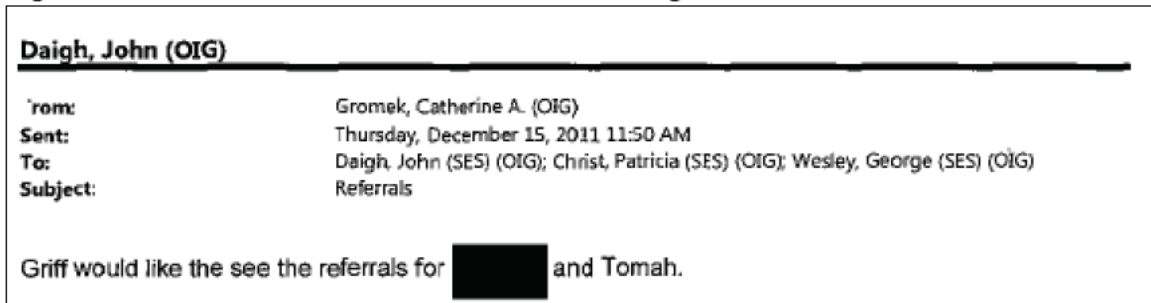 Daigh, John (OIG)
rom: Gromek, Catherine A. (OIG)
Sent: Thursday, December 15, 2011 11:50 AM
To: Daigh, John (SES) (OIG); Christ, Patricia (SES) (OIG); Wesley, George (SES) (OIG)
Subject: Referrals
Griff would like the see the referrals for and Tomah.